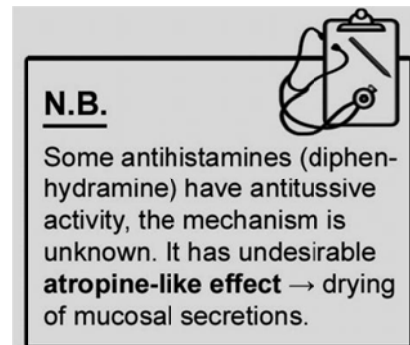 N.B.
Some antihistamines (diphen-
hydramine) have antitussive
activity, the mechanism is
unknown. It has undesirable
atropine-like effect → drying
of mucosal secretions.